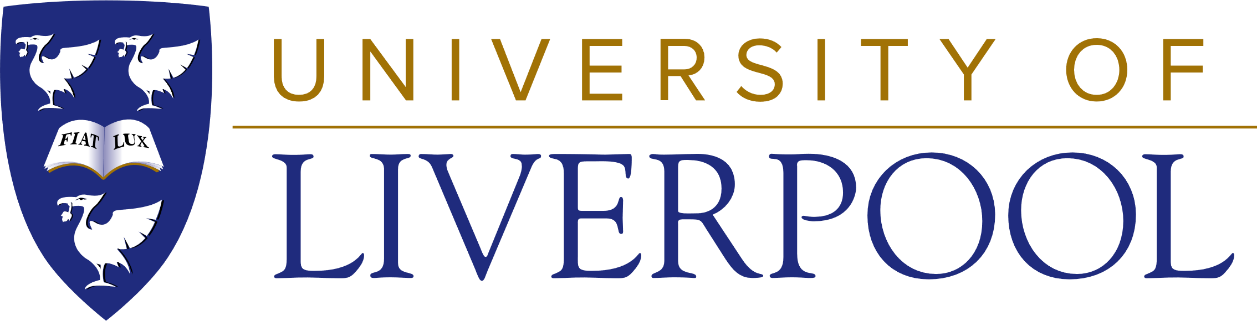 FIAT LUX
UNIVERSITY OF
LIVERPOOL